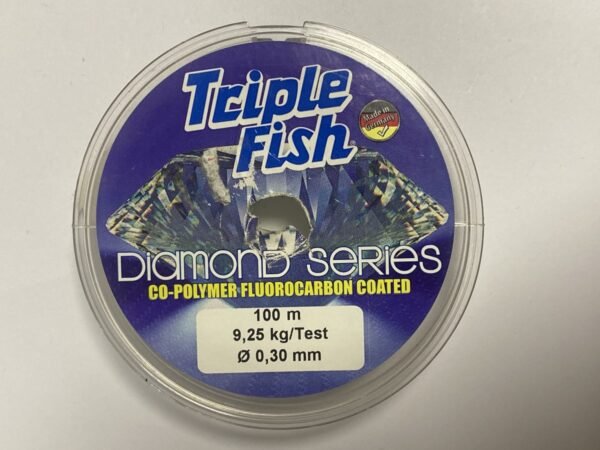 Triple
Fish
Made in
Germany
Diamond Series
CO-POLYMER FLUOROCARBON COATED
100 m
9,25 kg/Test
Ø 0,30 mm